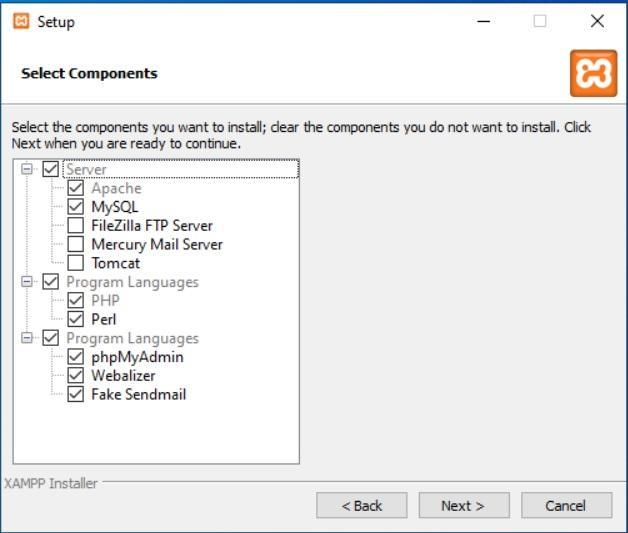 Setup
Select Components
Select the components you want to install; clear the components you do not want to install. Click
Next when you are ready to continue.
Server
Apache
MySQL
FileZilla FTP Server
Mercury Mail Server
Tomcat
Program Languages
PHP
Perl
Program Languages
phpMyAdmin
Webalizer
Fake Sendmail
XAMPP Installer
< Back Next > Cancel